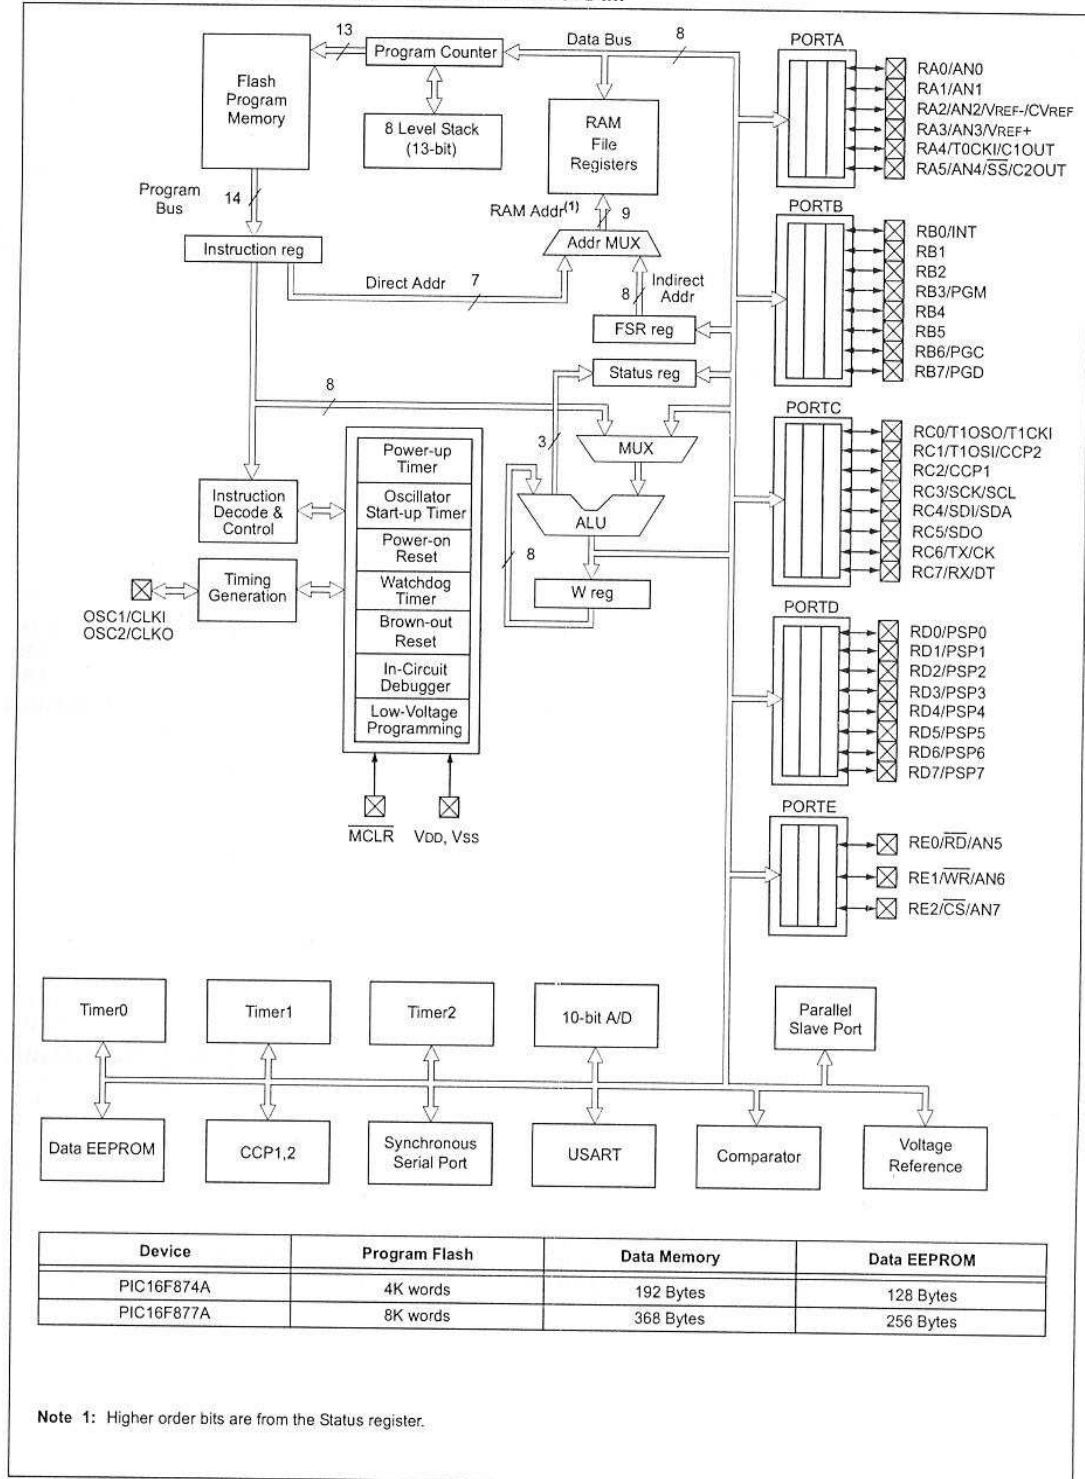 13
Program Counter
Data Bus
8
PORTA
Flash
Program
Memory
8 Level Stack
(13-bit)
RAM
File
Registers
RA0/AN0
RA1/AN1
RA2/AN2/VREF-/CVREF
RA3/AN3/VREF+
RA4/T0CKI/C1OUT
RA5/AN4/SS/C2OUT
Program
Bus
14
RAM Addr(1)
9
PORTB
Instruction reg
Addr MUX
Direct Addr
7
8
Indirect
Addr
FSR reg
RB0/INT
RB1
RB2
RB3/PGM
RB4
RB5
RB6/PGC
RB7/PGD
Status reg
8
3
MUX
PORTC
RC0/T1OSO/T1CKI
RC1/T1OSI/CCP2
RC2/CCP1
RC3/SCK/SCL
RC4/SDI/SDA
RC5/SDO
RC6/TX/CK
RC7/RX/DT
Power-up
Timer
Oscillator
Start-up Timer
Power-on
Reset
Watchdog
Timer
Brown-out
Reset
In-Circuit
Debugger
Low-Voltage
Programming
Instruction
Decode &
Control
Timing
Generation
OSC1/CLKI
OSC2/CLKO
ALU
8
W reg
MCLR
VDD, VSS
PORTD
RD0/PSP0
RD1/PSP1
RD2/PSP2
RD3/PSP3
RD4/PSP4
RD5/PSP5
RD6/PSP6
RD7/PSP7
PORTE
RE0/RD/AN5
RE1/WR/AN6
RE2/CS/AN7
Timer0
Timer1
Timer2
10-bit A/D
Parallel
Slave Port
Data EEPROM
CCP1,2
Synchronous
Serial Port
USART
Comparator
Voltage
Reference
Device Program Flash Data Memory Data EEPROM
PIC16F874A 4K words 192 Bytes 128 Bytes
PIC16F877A 8K words 368 Bytes 256 Bytes
Note 1: Higher order bits are from the Status register.